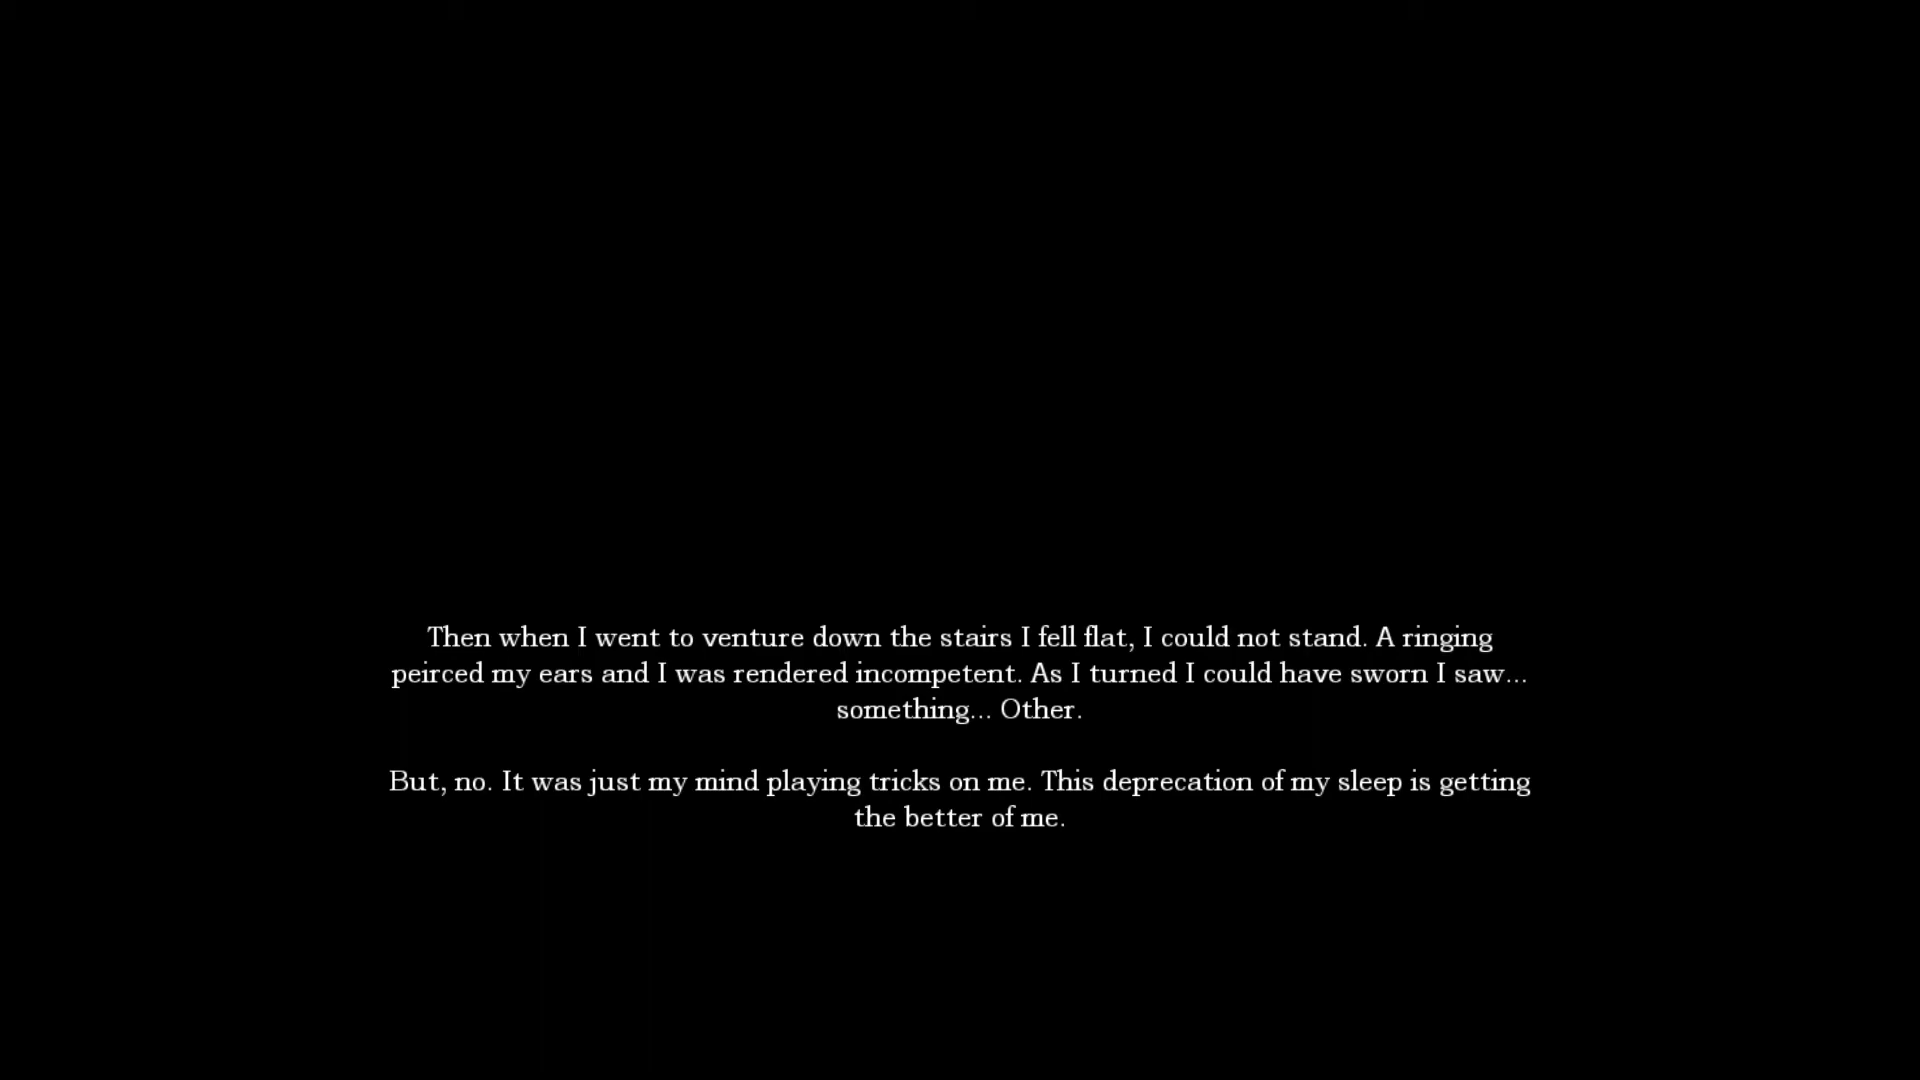 Then when I went to venture down the stairs I fell flat, I could not stand. A ringing
peirced my ears and I was rendered incompetent. As I turned I could have sworn I saw...
something... Other.
But, no. It was just my mind playing tricks on me. This deprecation of my sleep is getting
the better of me.